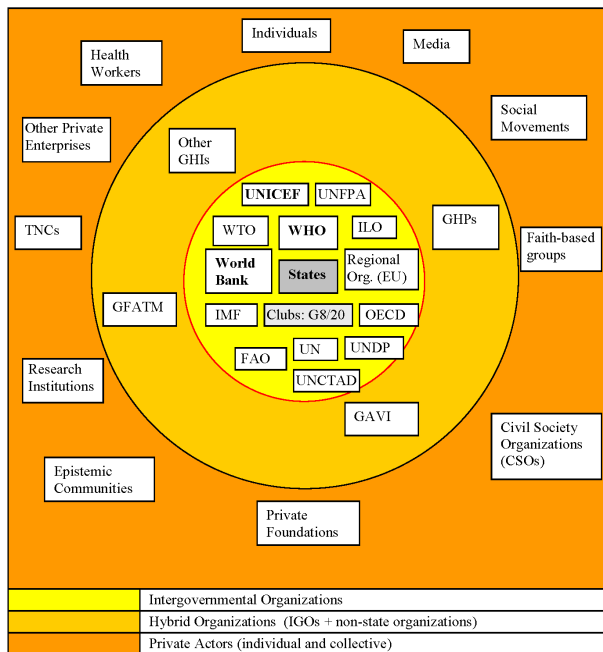 Individuals
Media
Health
Workers
Social
Movements
Other Private
Enterprises
Other
GHIs
UNICEF
UNFPA
GHPs
TNCs
WTO
WHO
ILO
Faith-based
groups
World
Bank
States
Regional
Org. (EU)
GFATM
IMF
Clubs: G8/20
OECD
FAO
UN
UNDP
UNCTAD
Research
Institutions
GAVI
Civil Society
Organizations
(CSOs)
Epistemic
Communities
Private
Foundations
Intergovernmental Organizations
Hybrid Organizations (IGOs + non-state organizations)
Private Actors (individual and collective)